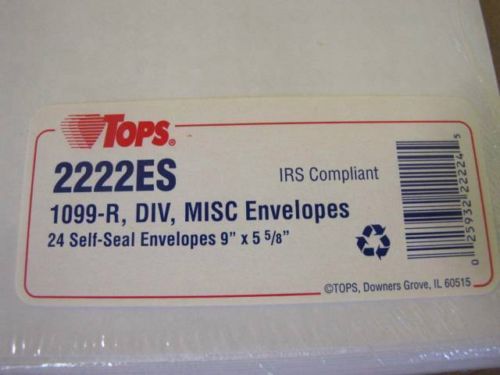 TOPS®
2222ES
IRS Compliant
1099-R, DIV, MISC Envelopes
24 Self-Seal Envelopes 9" x 5 5/8"
0 25932 22224 5
©TOPS, Downers Grove, IL 60515